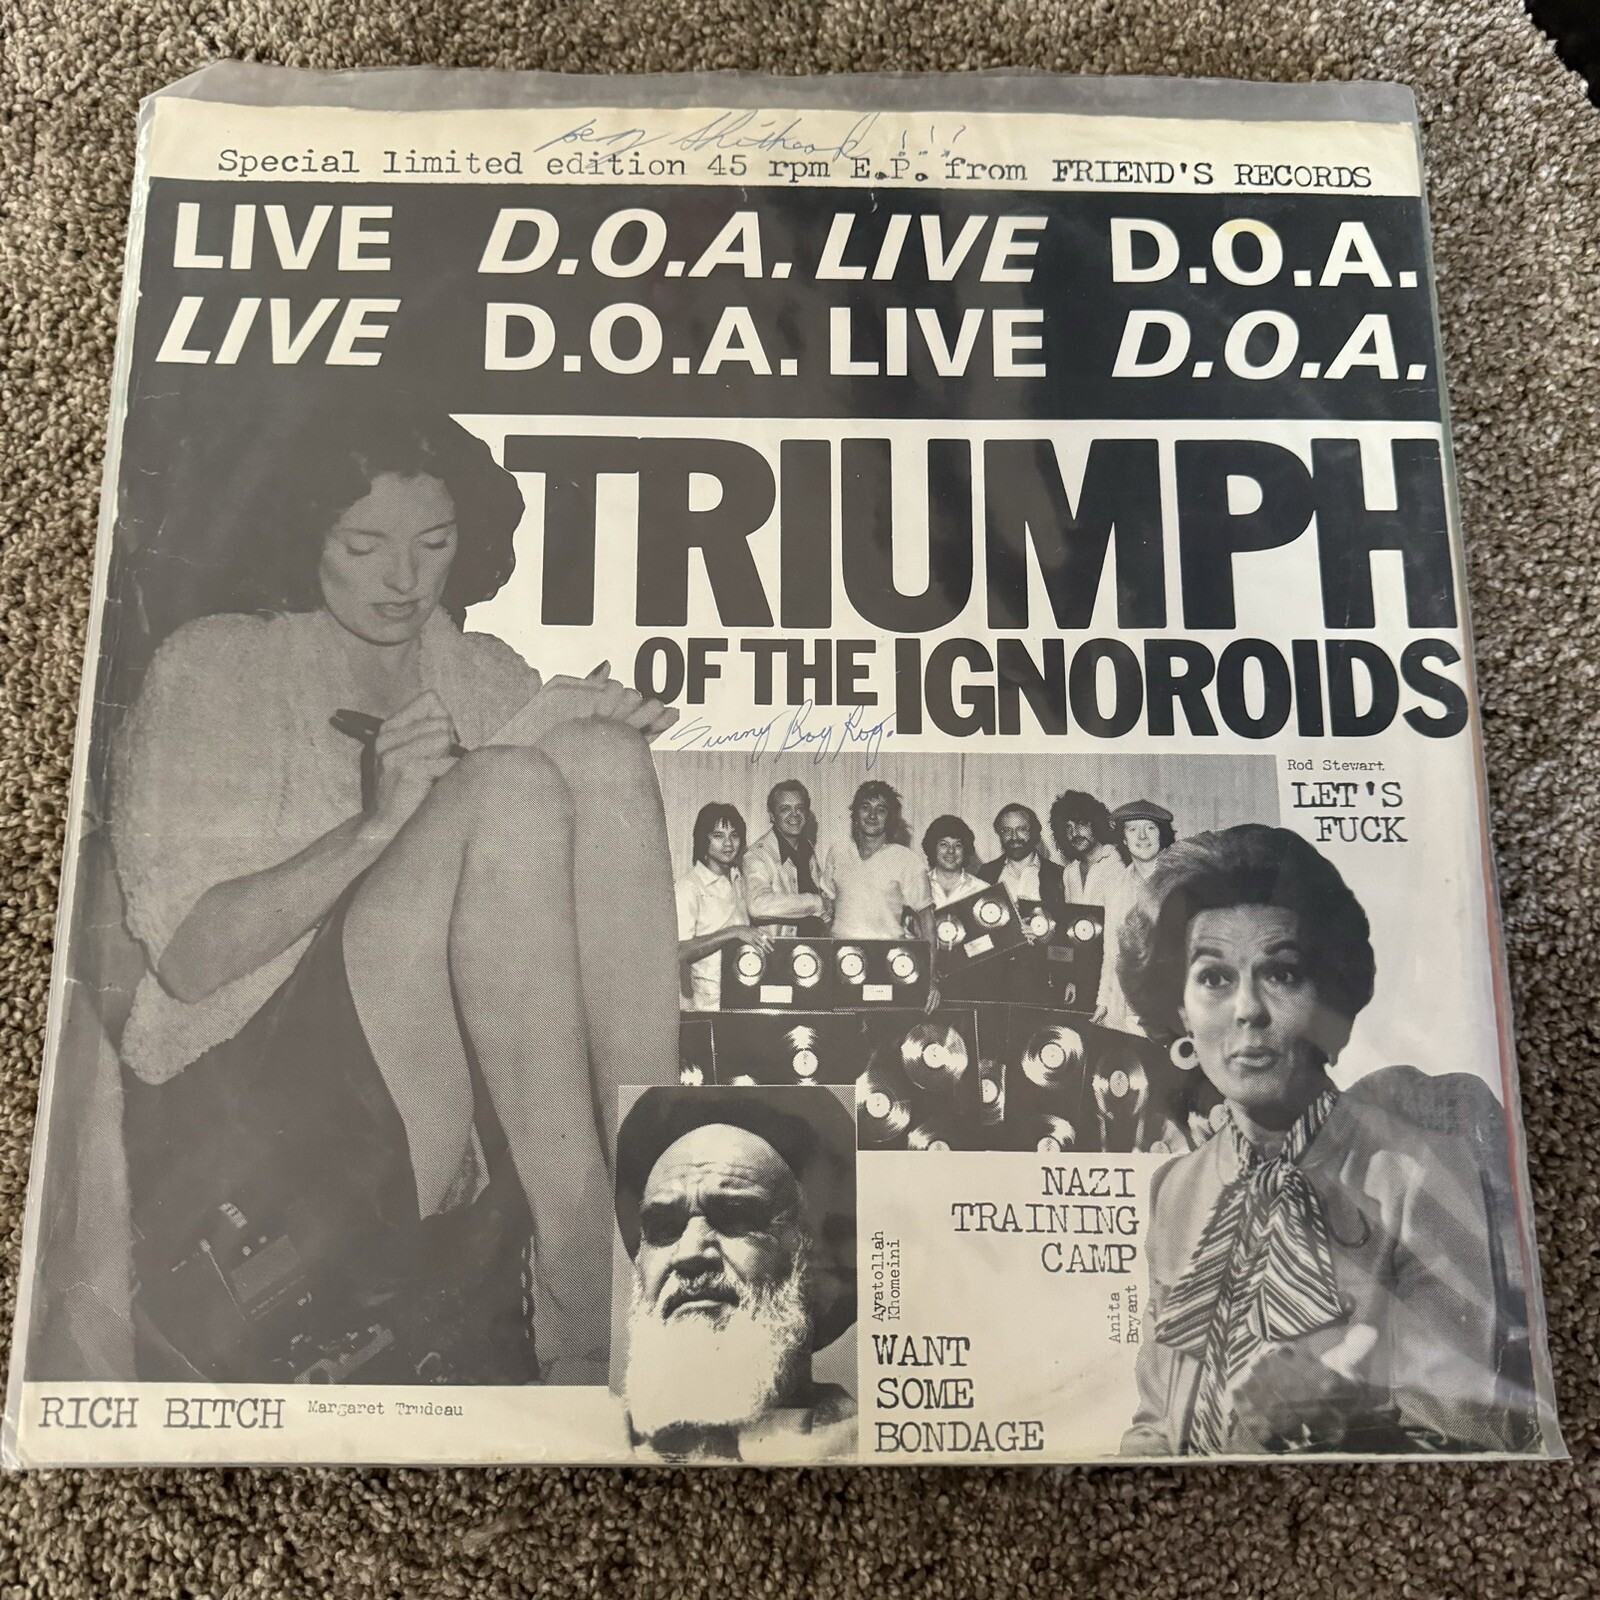 Special limited edition 45 rpm E.P. from FRIEND'S RECORDS
LIVE D.O.A. LIVE D.O.A.
LIVE D.O.A. LIVE D.O.A.
TRIUMPH
OF THE IGNOROIDS
Sunny Boy Roy.
Rod Stewart
LET'S
FUCK
NAZI
TRAINING
CAMP
Anita
Bryant
Ayatollah
Khomeini
WANT
SOME
BONDAGE
RICH BITCH Margaret Trudeau